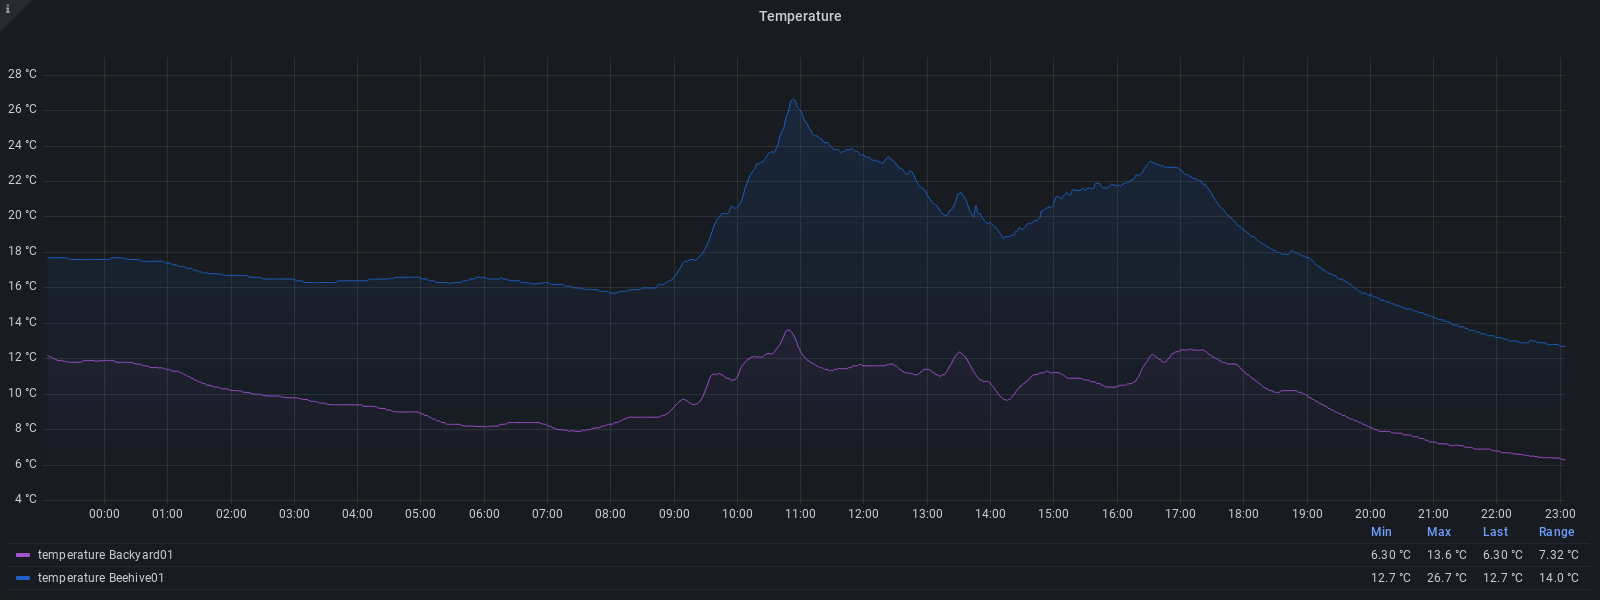 i
Temperature
28 °C
26 °C
24 °C
22 °C
20 °C
18 °C
16 °C
14 °C
12 °C
10 °C
8 °C
6 °C
4 °C
00:00 01:00 02:00 03:00 04:00 05:00 06:00 07:00 08:00 09:00 10:00 11:00 12:00 13:00 14:00 15:00 16:00 17:00 18:00 19:00 20:00 21:00 22:00 23:00
Min Max Last Range
temperature Backyard01 6.30 °C 13.6 °C 6.30 °C 7.32 °C
temperature Beehive01 12.7 °C 26.7 °C 12.7 °C 14.0 °C